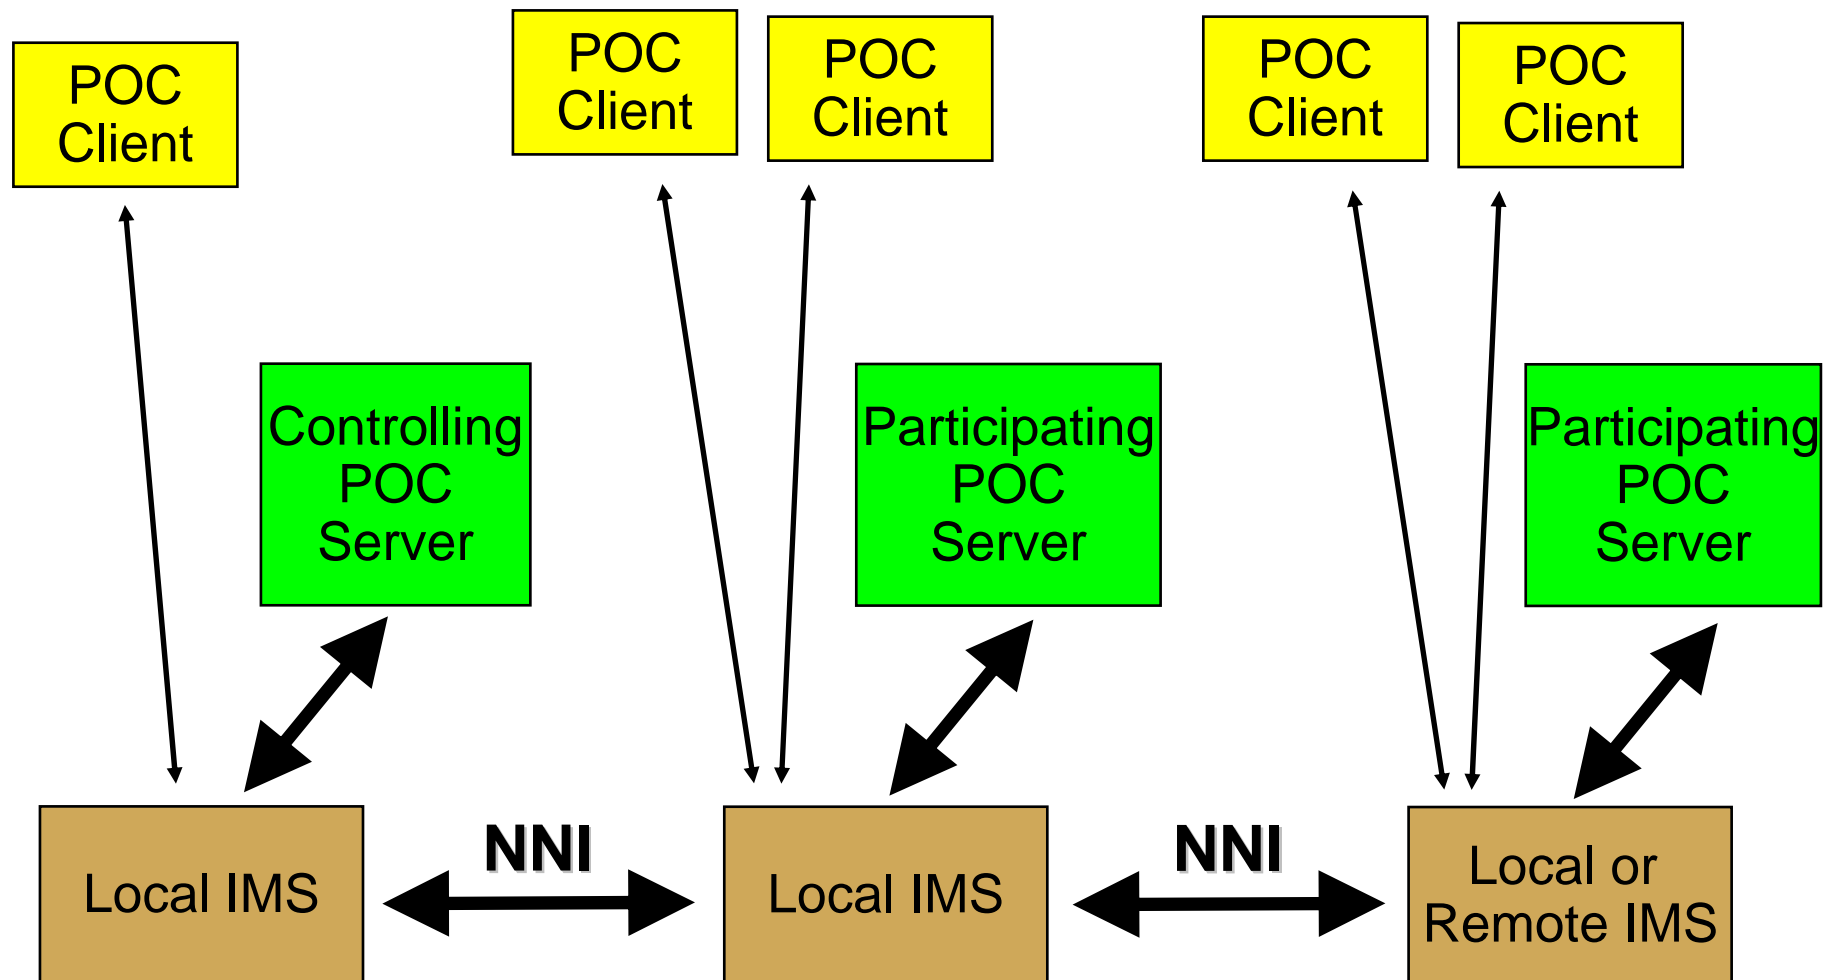 POC
Client
POC
Client
POC
Client
POC
Client
POC
Client
Controlling
POC
Server
Participating
POC
Server
Participating
POC
Server
NNI
NNI
Local IMS
Local IMS
Local or
Remote IMS